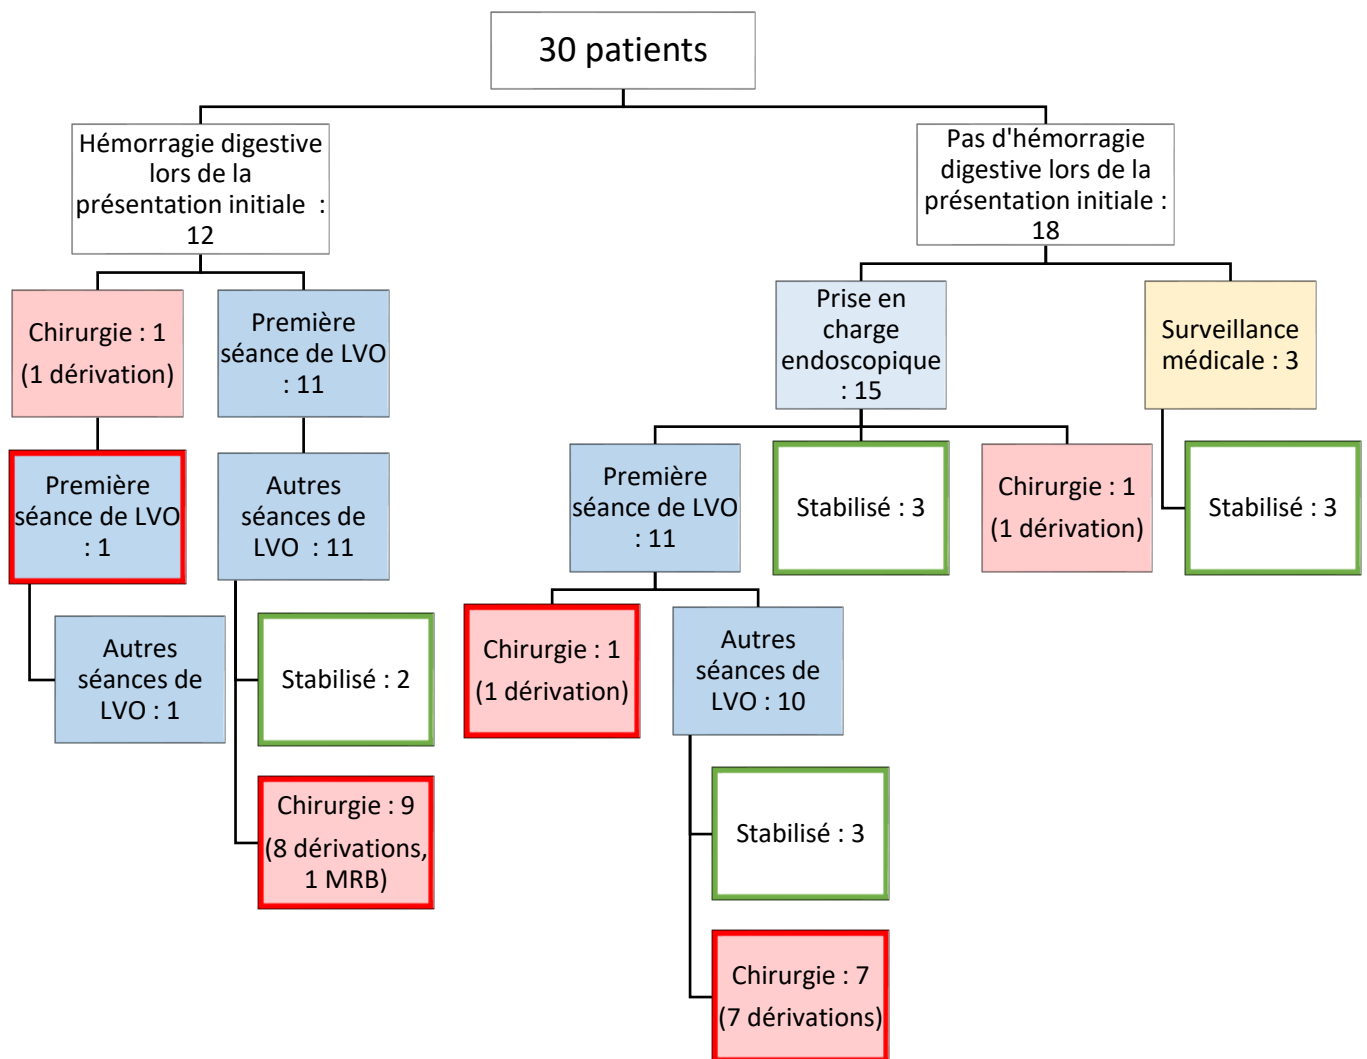 30 patients
Hémorragie digestive
lors de la
présentation initiale  :
12
Pas d'hémorragie
digestive lors de la
présentation initiale :
18
Chirurgie : 1
(1 dérivation)
Première
séance de LVO
: 11
Prise en
charge
endoscopique
: 15
Surveillance
médicale : 3
Première
séance de LVO
: 1
Autres
séances de
LVO  : 11
Première
séance de LVO
: 11
Stabilisé : 3
Chirurgie : 1
(1 dérivation)
Stabilisé : 3
Autres
séances de
LVO : 1
Stabilisé : 2
Chirurgie : 1
(1 dérivation)
Autres
séances de
LVO : 10
Chirurgie : 9
(8 dérivations,
1 MRB)
Stabilisé : 3
Chirurgie : 7
(7 dérivations)